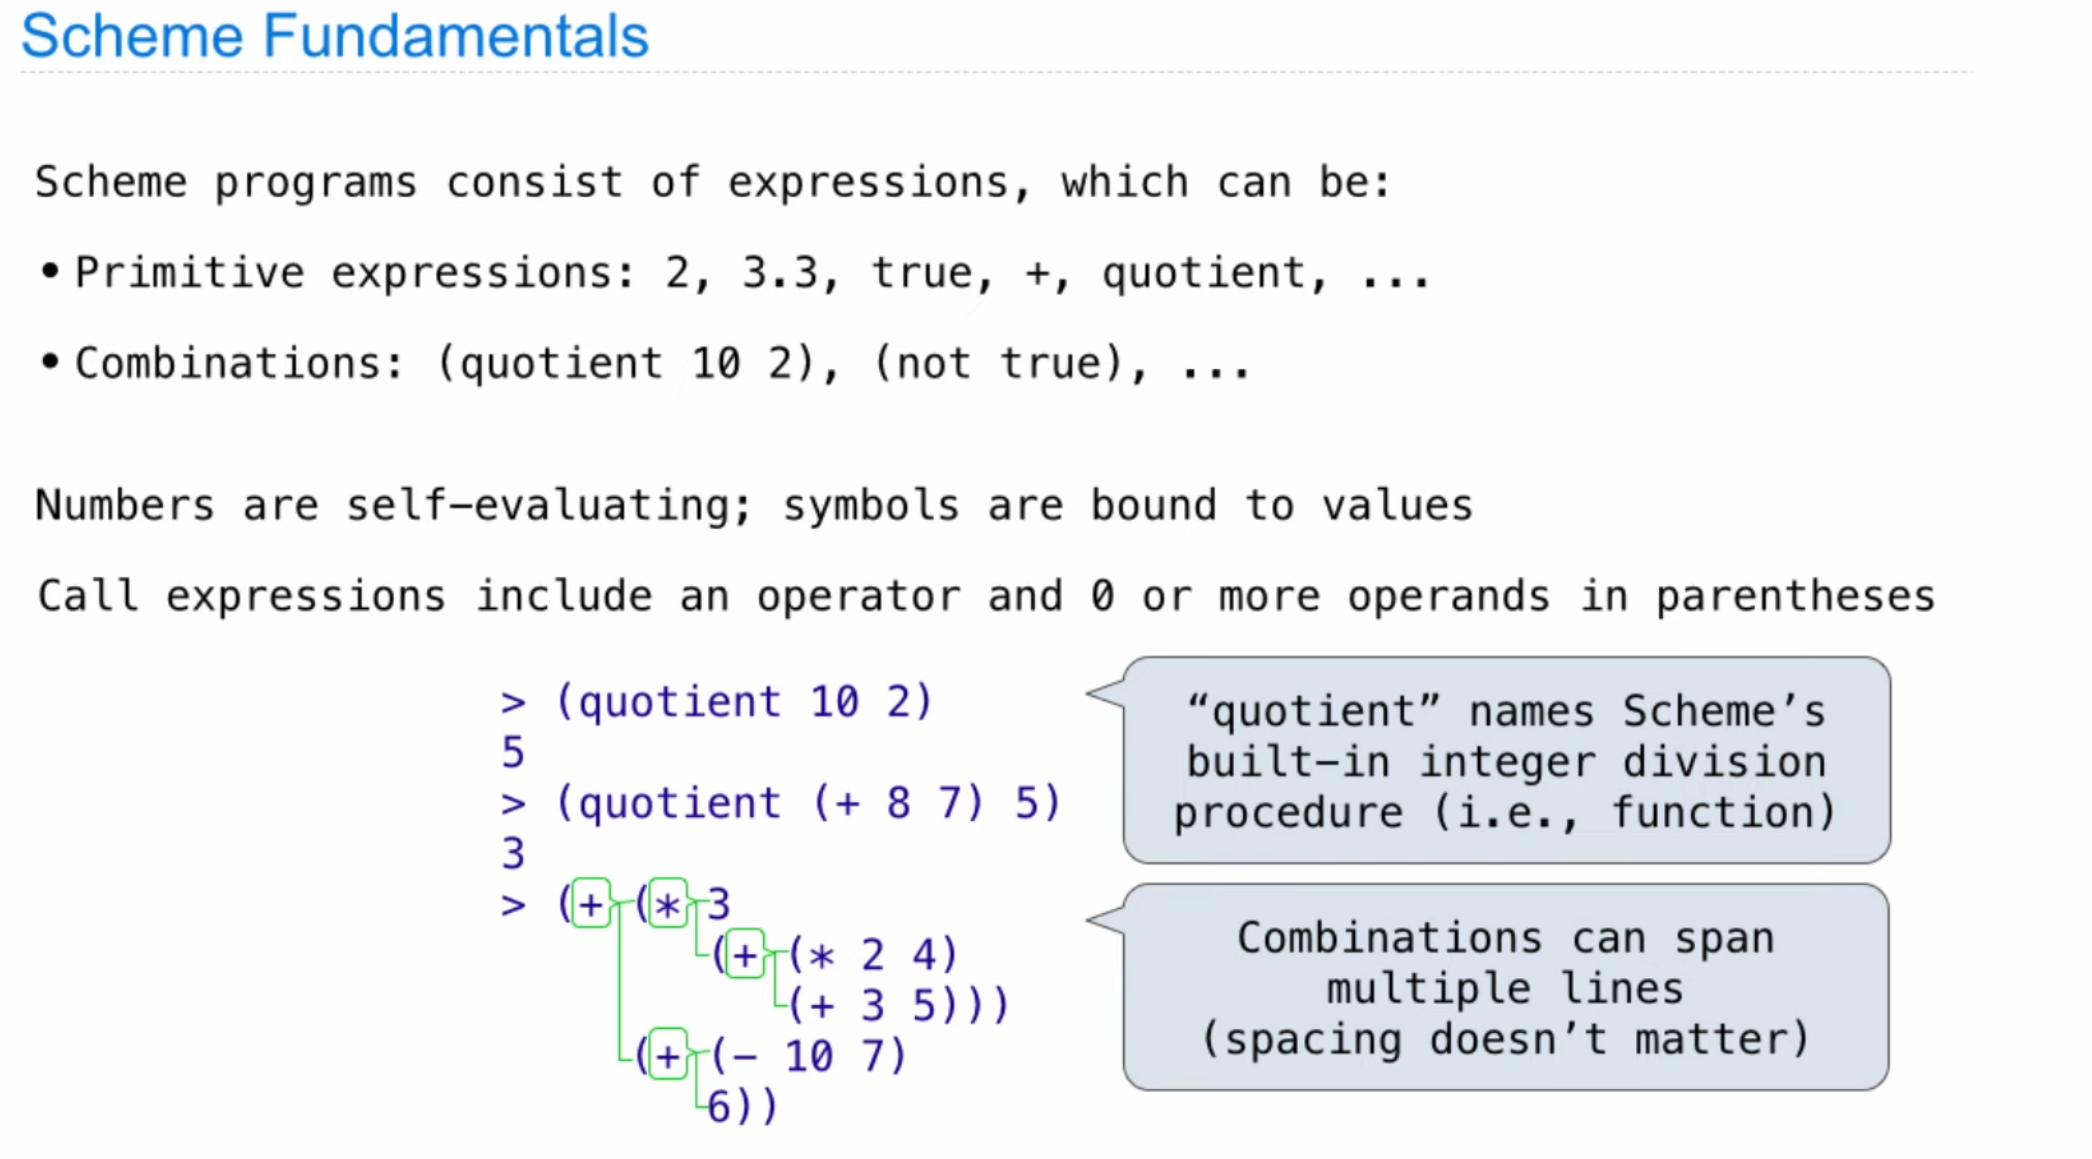 Scheme Fundamentals
Scheme programs consist of expressions, which can be:
• Primitive expressions: 2, 3.3, true, +, quotient, ...
• Combinations: (quotient 10 2), (not true), ...
Numbers are self-evaluating; symbols are bound to values
Call expressions include an operator and 0 or more operands in parentheses
> (quotient 10 2)
5
> (quotient (+ 8 7) 5)
3
> (+ (* 3
(+ (* 2 4)
(+ 3 5)))
(+ (- 10 7)
6))
“quotient” names Scheme’s
built-in integer division
procedure (i.e., function)
Combinations can span
multiple lines
(spacing doesn’t matter)